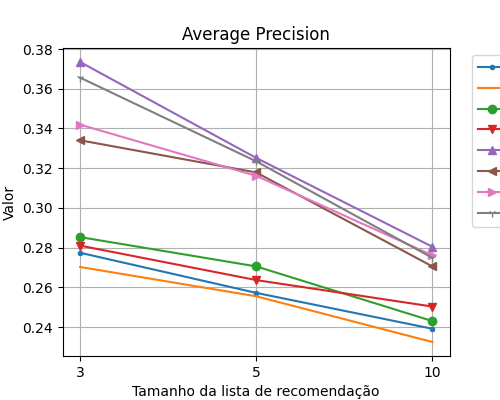 Average Precision
0.38
0.36
0.34
0.32
0.30
0.28
0.26
0.24
Valor
3 5 10
Tamanho da lista de recomendação